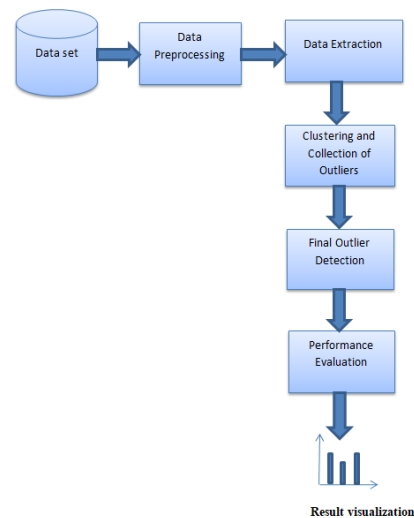 Data set
Data
Preprocessing
Data Extraction
Clustering and
Collection of
Outliers
Final Outlier
Detection
Performance
Evaluation
Result visualization